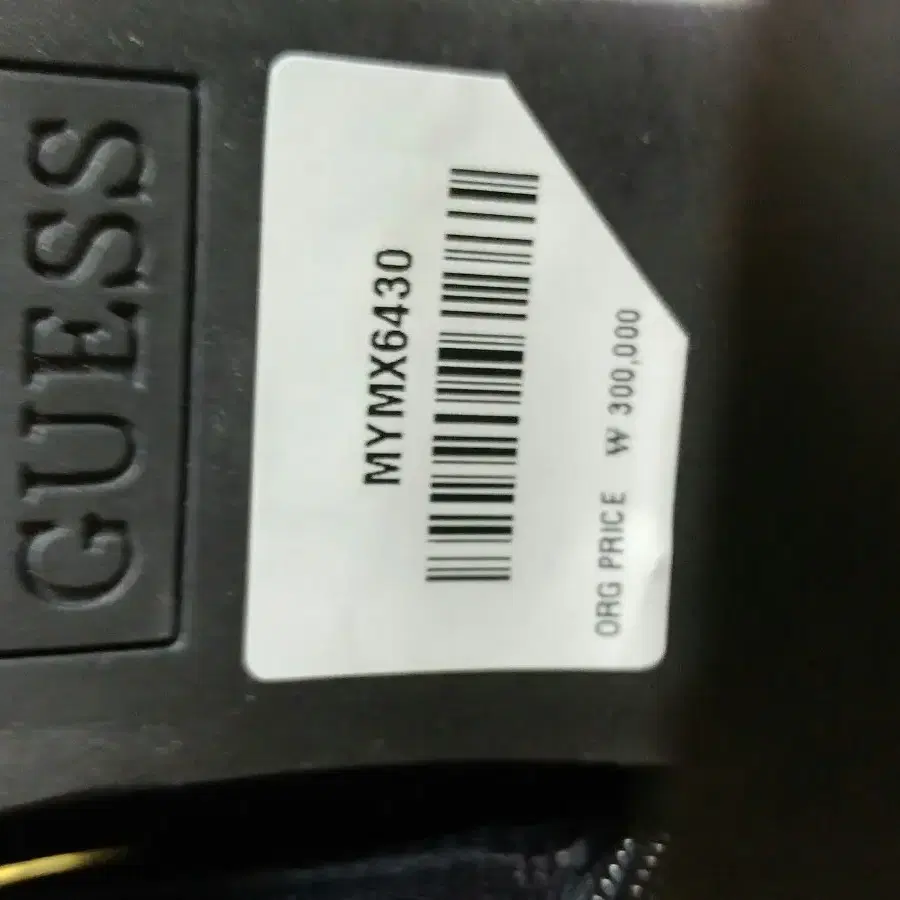 GUESS
MYMX6430
ORG PRICE ₩ 300,000